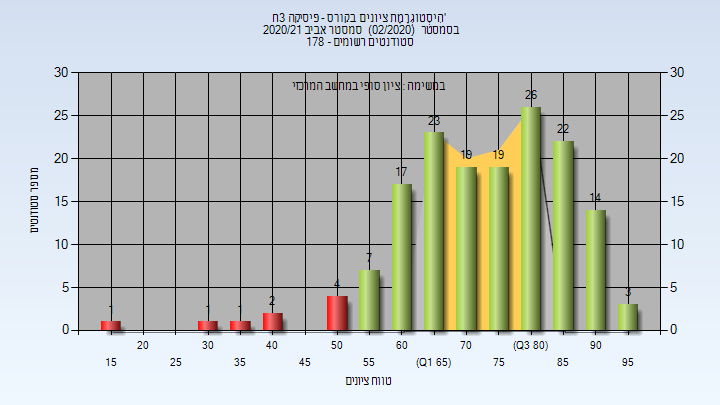 היסטוגרמת ציונים בקורס - פיסיקה 3ח'
בסמסטר (02/2020) סמסטר אביב 2020/21
סטודנטים רשומים - 178
במשימה : ציון סופי במחשב המרכזי
מספר סטודנטים
30 30
25 25
20 20
15 15
10 10
5 5
0 0
1 1 1 2 4 7 17 23 19 19 26 22 14 3
20 30 40 50 60 70 (Q3 80) 90
15 25 35 45 55 (Q1 65) 75 85 95
טווח ציונים